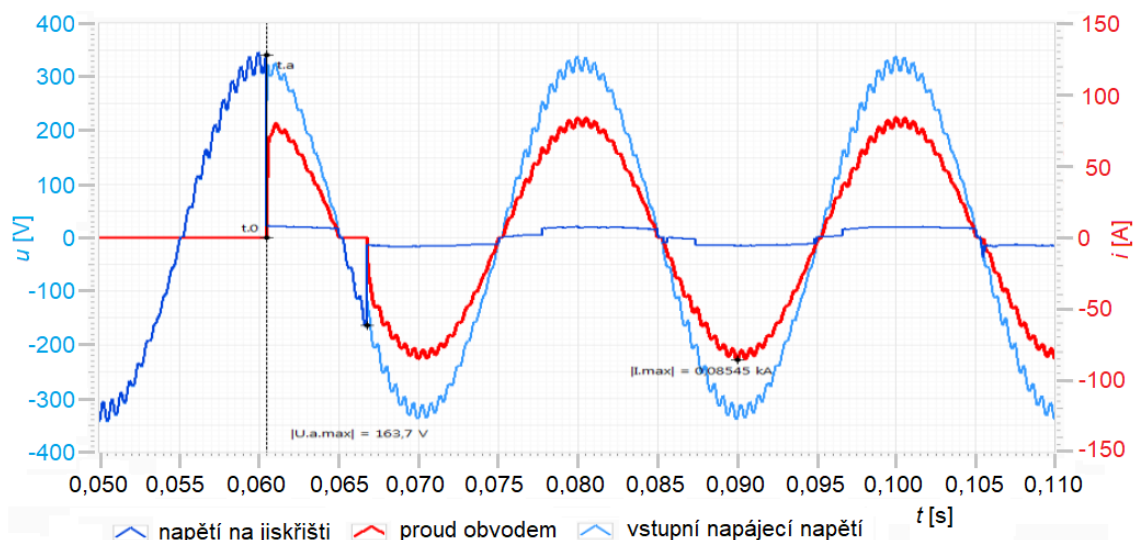 400
300
200
100
0
-100
-200
-300
-400
u [V]
150
100
50
0
-50
-100
-150
i [A]
t.a
t.0
|I.max| = 0,08545 kA
|U.a.max| = 163,7 V
0,050 0,055 0,060 0,065 0,070 0,075 0,080 0,085 0,090 0,095 0,100 0,105 0,110
t [s]
napětí na jiskřišti proud obvodem vstupní napájecí napětí